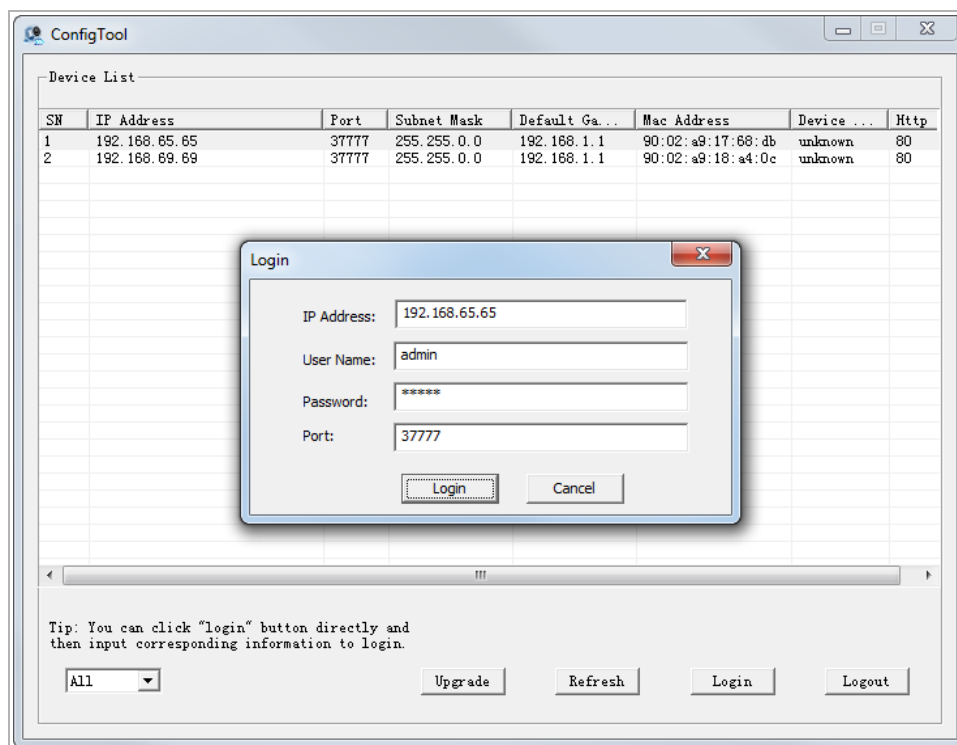 ConfigTool
Device List
SN IP Address Port Subnet Mask Default Ga... Mac Address Device ... Http
1 192.168.65.65 37777 255.255.0.0 192.168.1.1 90:02:a9:17:68:db unknown 80
2 192.168.69.69 37777 255.255.0.0 192.168.1.1 90:02:a9:18:a4:0c unknown 80
Login
IP Address: 192.168.65.65
User Name: admin
Password: *****
Port: 37777
Login Cancel
Tip: You can click "login" button directly and
then input corresponding information to login.
All Upgrade Refresh Login Logout